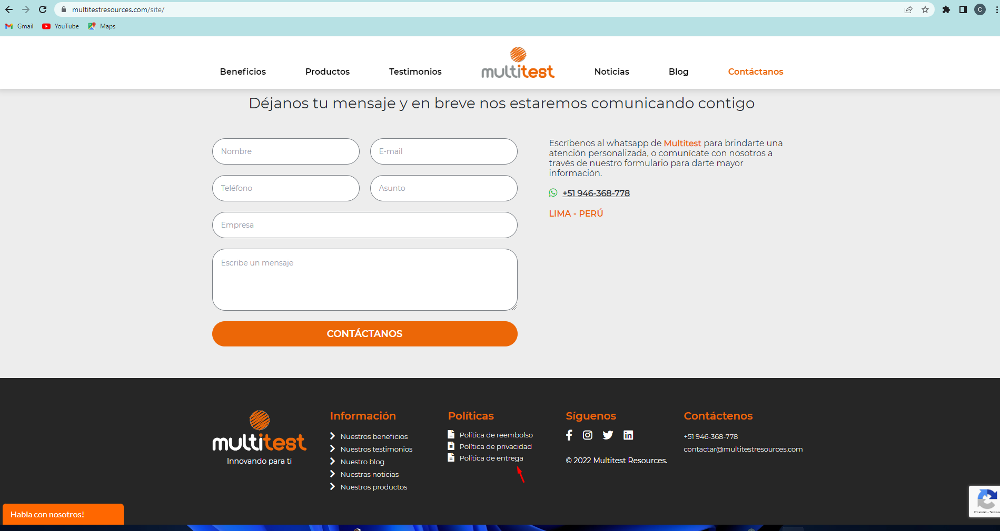 multitestresources.com/site/
Gmail
YouTube
Maps
C
Beneficios
Productos
Testimonios
multitest
Noticias
Blog
Contáctanos
Déjanos tu mensaje y en breve nos estaremos comunicando contigo
Nombre
E-mail
Teléfono
Asunto
Empresa
Escribe un mensaje
CONTÁCTANOS
Escríbenos al whatsapp de Multitest para brindarte una
atención personalizada, o comunícate con nosotros a
través de nuestro formulario para darte mayor
información.
+51 946-368-778
LIMA - PERÚ
multitest
Innovando para ti
Información
Nuestros beneficios
Nuestros testimonios
Nuestro blog
Nuestras noticias
Nuestros productos
Políticas
Política de reembolso
Política de privacidad
Política de entrega
Síguenos
© 2022 Multitest Resources.
Contáctenos
+51 946-368-778
contactar@multitestresources.com
Habla con nosotros!
Privacidad - Términos